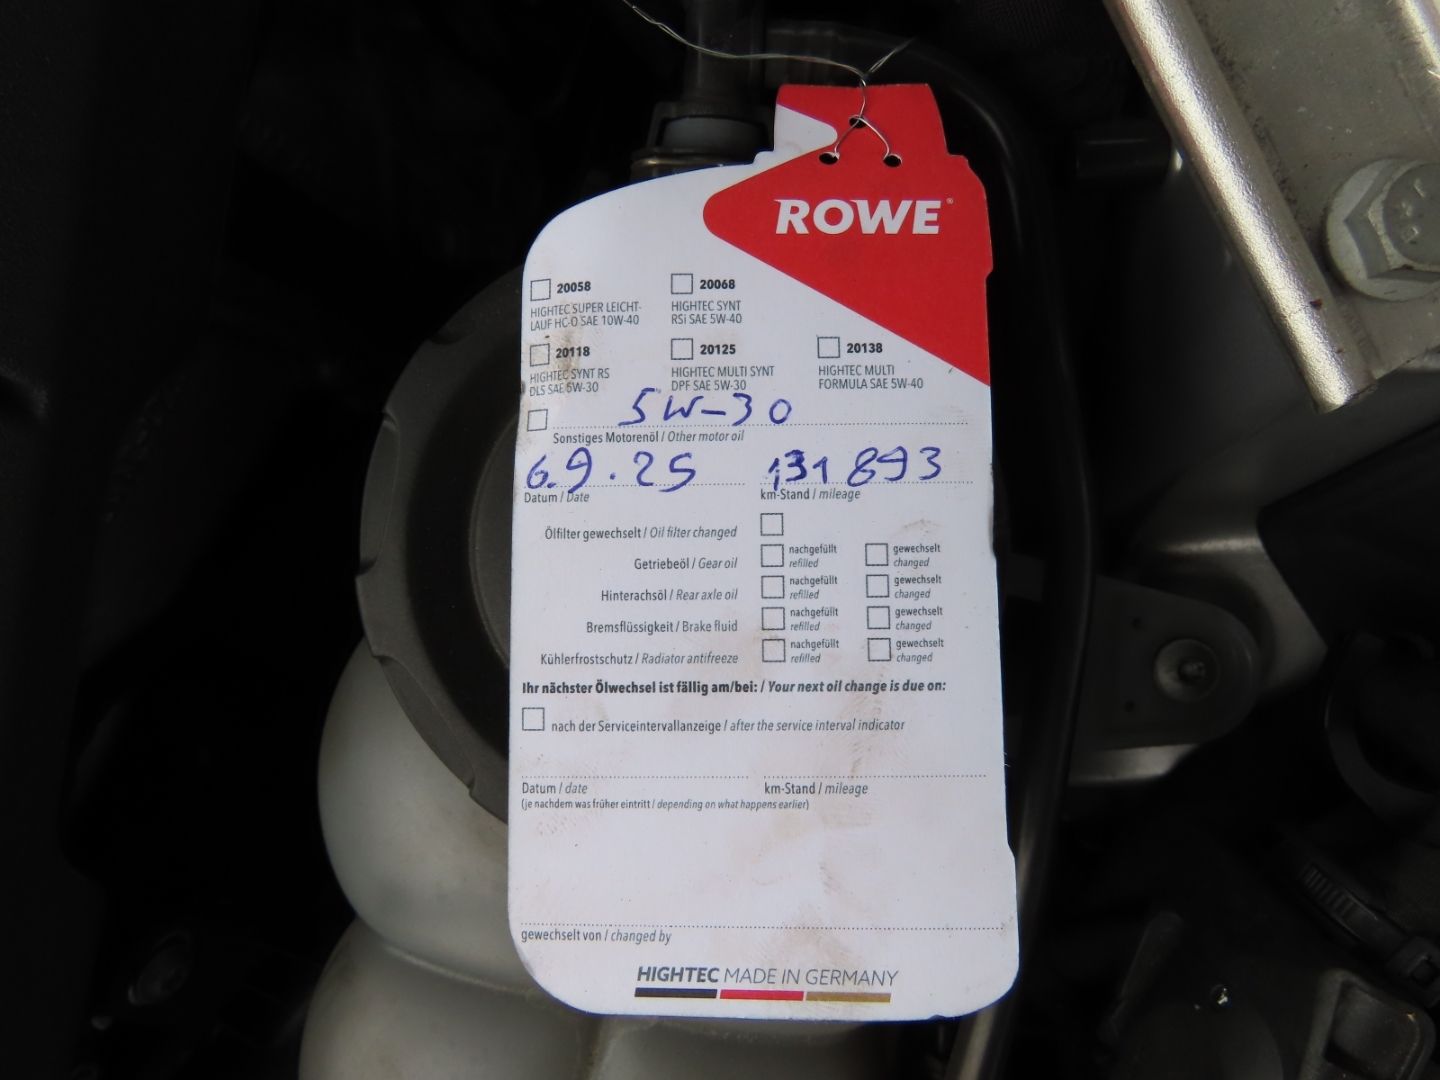 ROWE®
20058
HIGHTEC SUPER LEICHT-
LAUF HC-O SAE 10W-40
20068
HIGHTEC SYNT
RSi SAE 5W-40
20118
HIGHTEC SYNT RS
DLS SAE 5W-30
20125
HIGHTEC MULTI SYNT
DPF SAE 5W-30
20138
HIGHTEC MULTI
FORMULA SAE 5W-40
5W-30
Sonstiges Motorenöl / Other motor oil
6.9.25 131893
Datum / Date km-Stand / mileage
Ölfilter gewechselt / Oil filter changed
Getriebeöl / Gear oil nachgefüllt refilled gewechselt changed
Hinterachsöl / Rear axle oil nachgefüllt refilled gewechselt changed
Bremsflüssigkeit / Brake fluid nachgefüllt refilled gewechselt changed
Kühlerfrostschutz / Radiator antifreeze nachgefüllt refilled gewechselt changed
Ihr nächster Ölwechsel ist fällig am/bei: / Your next oil change is due on:
nach der Serviceintervallanzeige / after the service interval indicator
Datum / date km-Stand / mileage
(je nachdem was früher eintritt / depending on what happens earlier)
gewechselt von / changed by
HIGHTEC MADE IN GERMANY